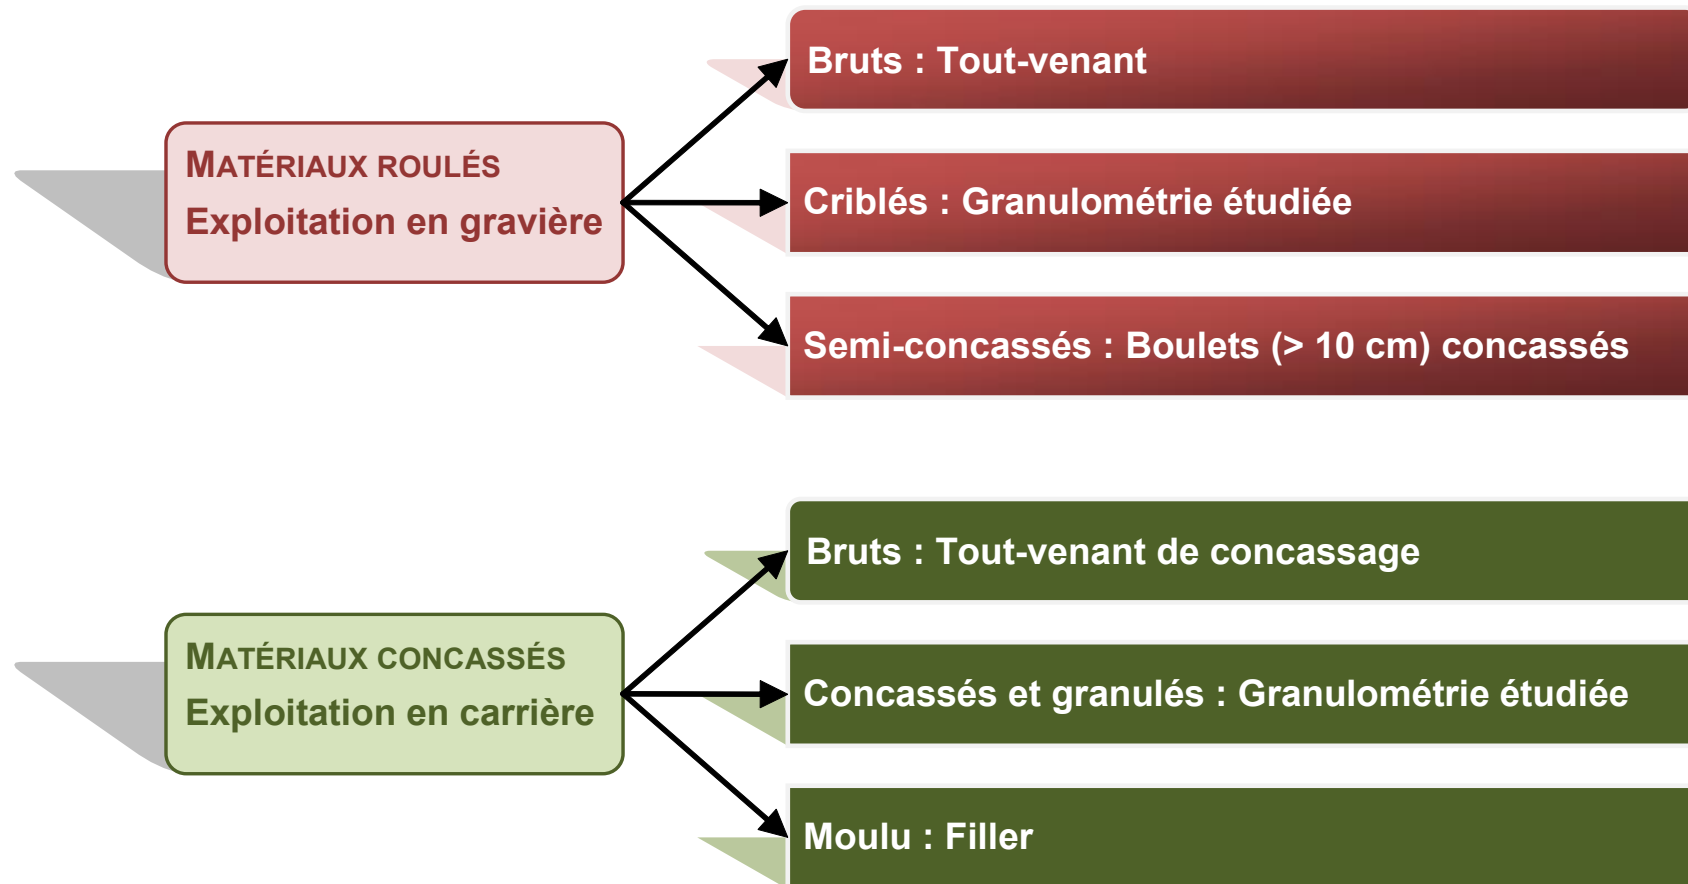 MATÉRIAUX ROULÉS
Exploitation en gravière
Bruts : Tout-venant
Criblés : Granulométrie étudiée
Semi-concassés : Boulets (> 10 cm) concassés
MATÉRIAUX CONCASSÉS
Exploitation en carrière
Bruts : Tout-venant de concassage
Concassés et granulés : Granulométrie étudiée
Moulu : Filler